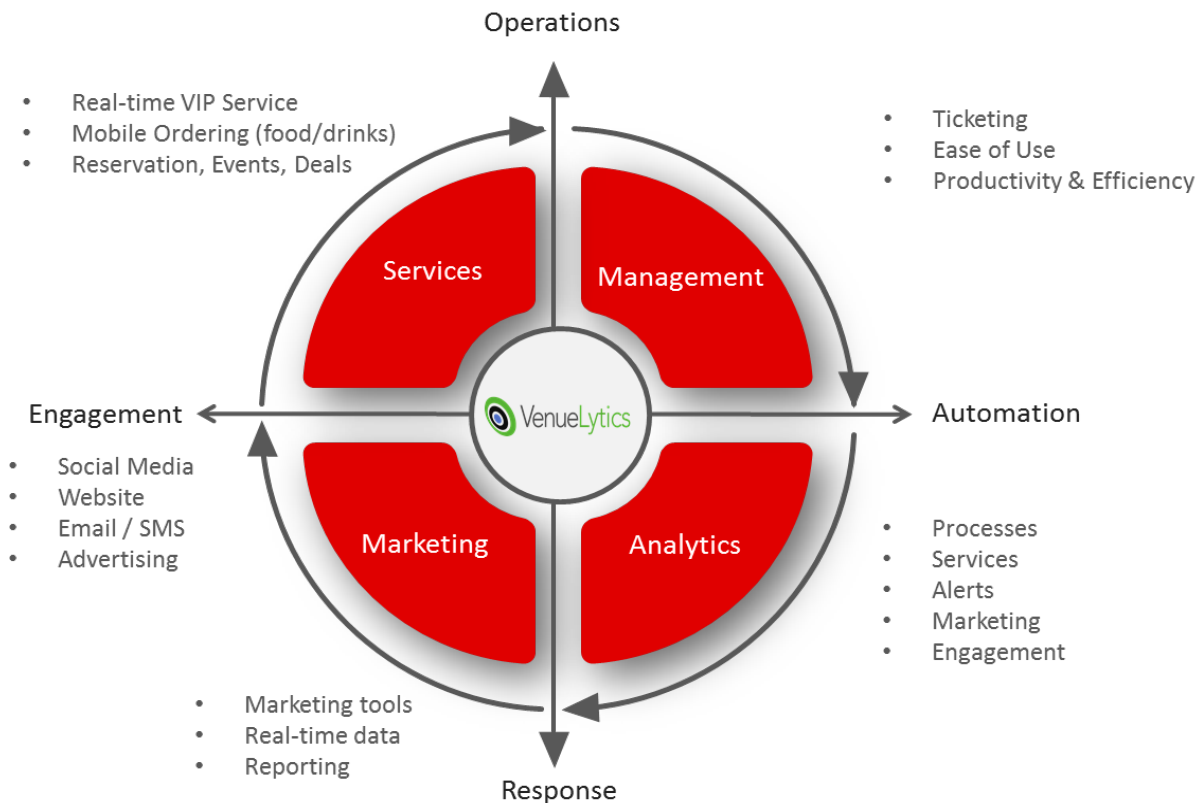 Operations
• Real-time VIP Service
• Mobile Ordering (food/drinks)
• Reservation, Events, Deals
• Ticketing
• Ease of Use
• Productivity & Efficiency
Services
Management
Engagement
VenueLytics
Automation
• Social Media
• Website
• Email / SMS
• Advertising
Marketing
Analytics
• Processes
• Services
• Alerts
• Marketing
• Engagement
• Marketing tools
• Real-time data
• Reporting
Response